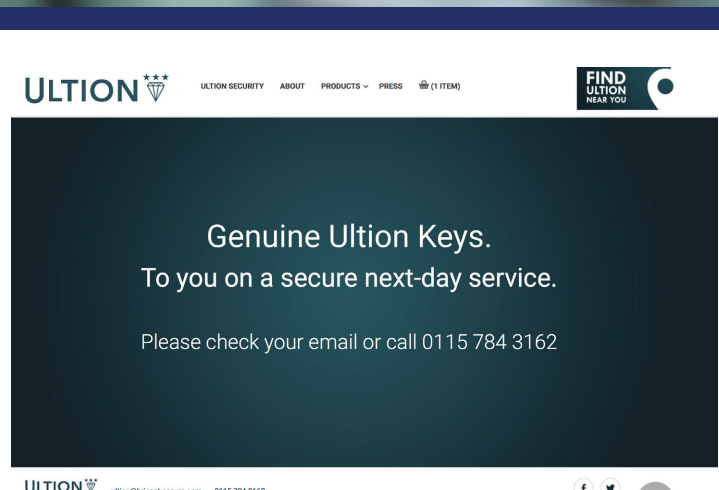 ULTION
ULTION SECURITY ABOUT PRODUCTS PRESS (1 ITEM)
FIND
ULTION
NEAR YOU
Genuine Ultion Keys.
To you on a secure next-day service.
Please check your email or call 0115 784 3162
ULTION